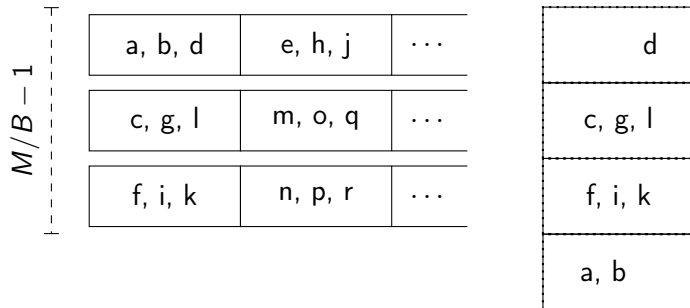 M/B − 1
a, b, d e, h, j ···
c, g, l m, o, q ···
f, i, k n, p, r ···
d
c, g, l
f, i, k
a, b